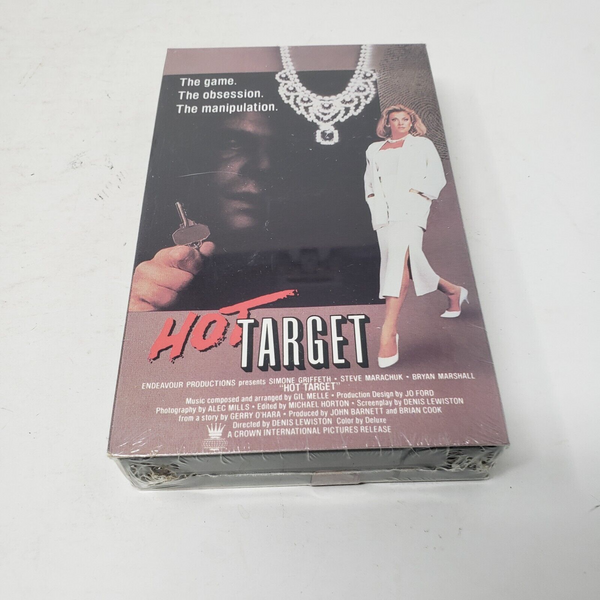 The game.
The obsession.
The manipulation.
HOT TARGET
ENDEAVOUR PRODUCTIONS presents SIMONE GRIFFETH • STEVE MARACHUK • BRYAN MARSHALL
"HOT TARGET"
Music composed and arranged by GIL MELLE • Production Design by JO FORD
Photography by ALEC MILLS • Edited by MICHAEL HORTON • Screenplay by DENIS LEWISTON
from a story by GERRY O'HARA • Produced by JOHN BARNETT and BRIAN COOK
Directed by DENIS LEWISTON Color by Deluxe
A CROWN INTERNATIONAL PICTURES RELEASE